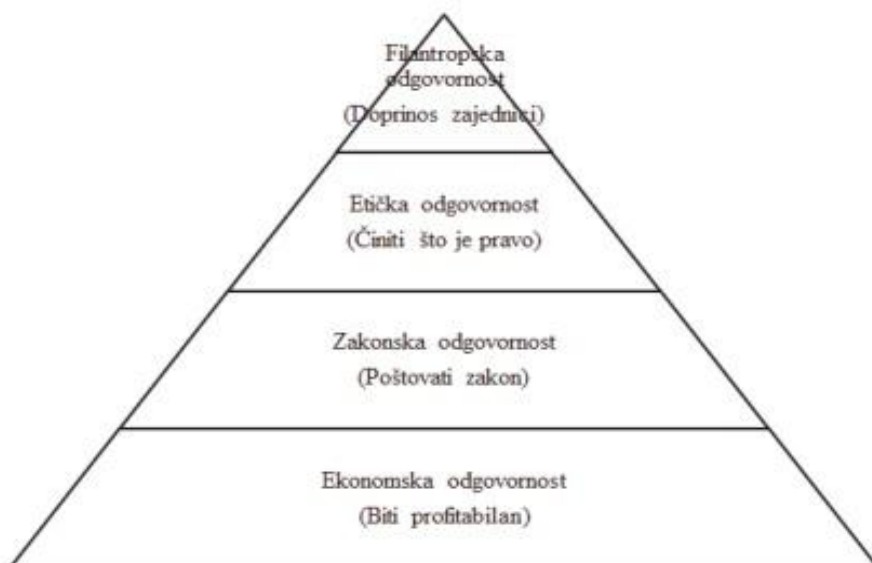 Filantropska
odgovornost
(Doprinos zajednici)
Etička odgovornost
(Činiti što je pravo)
Zakonska odgovornost
(Poštovati zakon)
Ekonomska odgovornost
(Biti profitabilan)